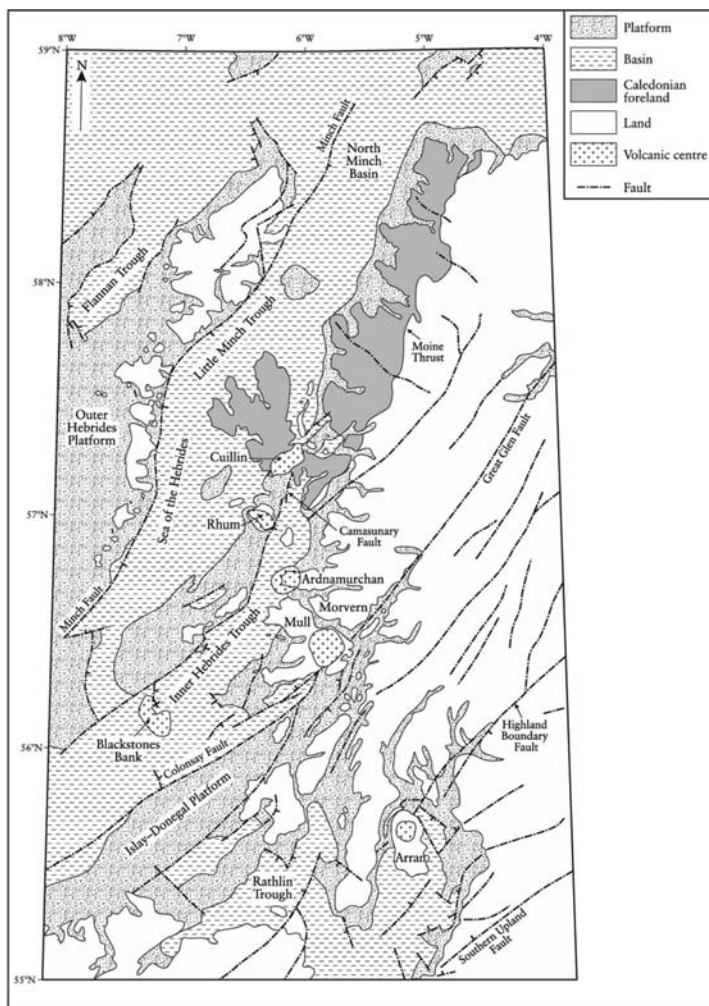 8°W
7°W
6°W
5°W
4°W
59°N
N
Platform
Basin
Caledonian
foreland
Land
Volcanic centre
Fault
Minch Fault
North
Minch
Basin
Flannan Trough
58°N
Little Minch Trough
Moine
Thrust
Outer
Hebrides
Platform
Sea of the Hebrides
Great Glen Fault
Cuillin
57°N
Rhum
Camasunary
Fault
Ardnamurchan
Minch Fault
Morvern
Mull
Inner Hebrides Trough
56°N
Blackstones
Bank
Colonsay Fault
Highland
Boundary
Fault
Islay–Donegal Platform
Arran
Rathlin
Trough
Southern Upland
Fault
55°N